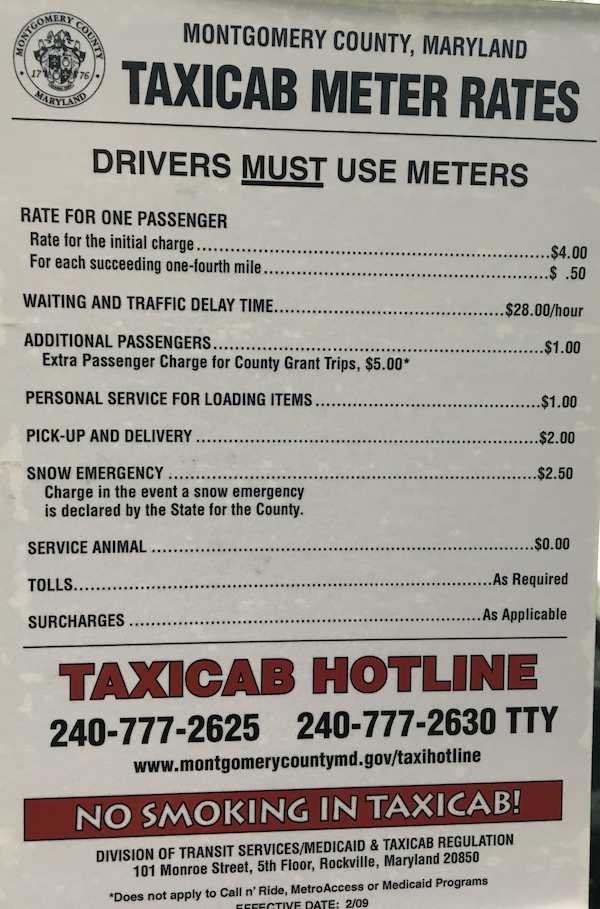 MONTGOMERY COUNTY
17 76
MARYLAND
MONTGOMERY COUNTY, MARYLAND
TAXICAB METER RATES
DRIVERS MUST USE METERS
RATE FOR ONE PASSENGER
Rate for the initial charge........................................................$4.00
For each succeeding one-fourth mile.............................................$ .50
WAITING AND TRAFFIC DELAY TIME.....................................$28.00/hour
ADDITIONAL PASSENGERS.....................................................$1.00
Extra Passenger Charge for County Grant Trips, $5.00*
PERSONAL SERVICE FOR LOADING ITEMS....................................$1.00
PICK-UP AND DELIVERY........................................................$2.00
SNOW EMERGENCY............................................................$2.50
Charge in the event a snow emergency
is declared by the State for the County.
SERVICE ANIMAL..............................................................$0.00
TOLLS......................................................................As Required
SURCHARGES..............................................................As Applicable
TAXICAB HOTLINE
240-777-2625 240-777-2630 TTY
www.montgomerycountymd.gov/taxihotline
NO SMOKING IN TAXICAB!
DIVISION OF TRANSIT SERVICES/MEDICAID & TAXICAB REGULATION
101 Monroe Street, 5th Floor, Rockville, Maryland 20850
*Does not apply to Call n' Ride, MetroAccess or Medicaid Programs
EFFECTIVE DATE: 2/09